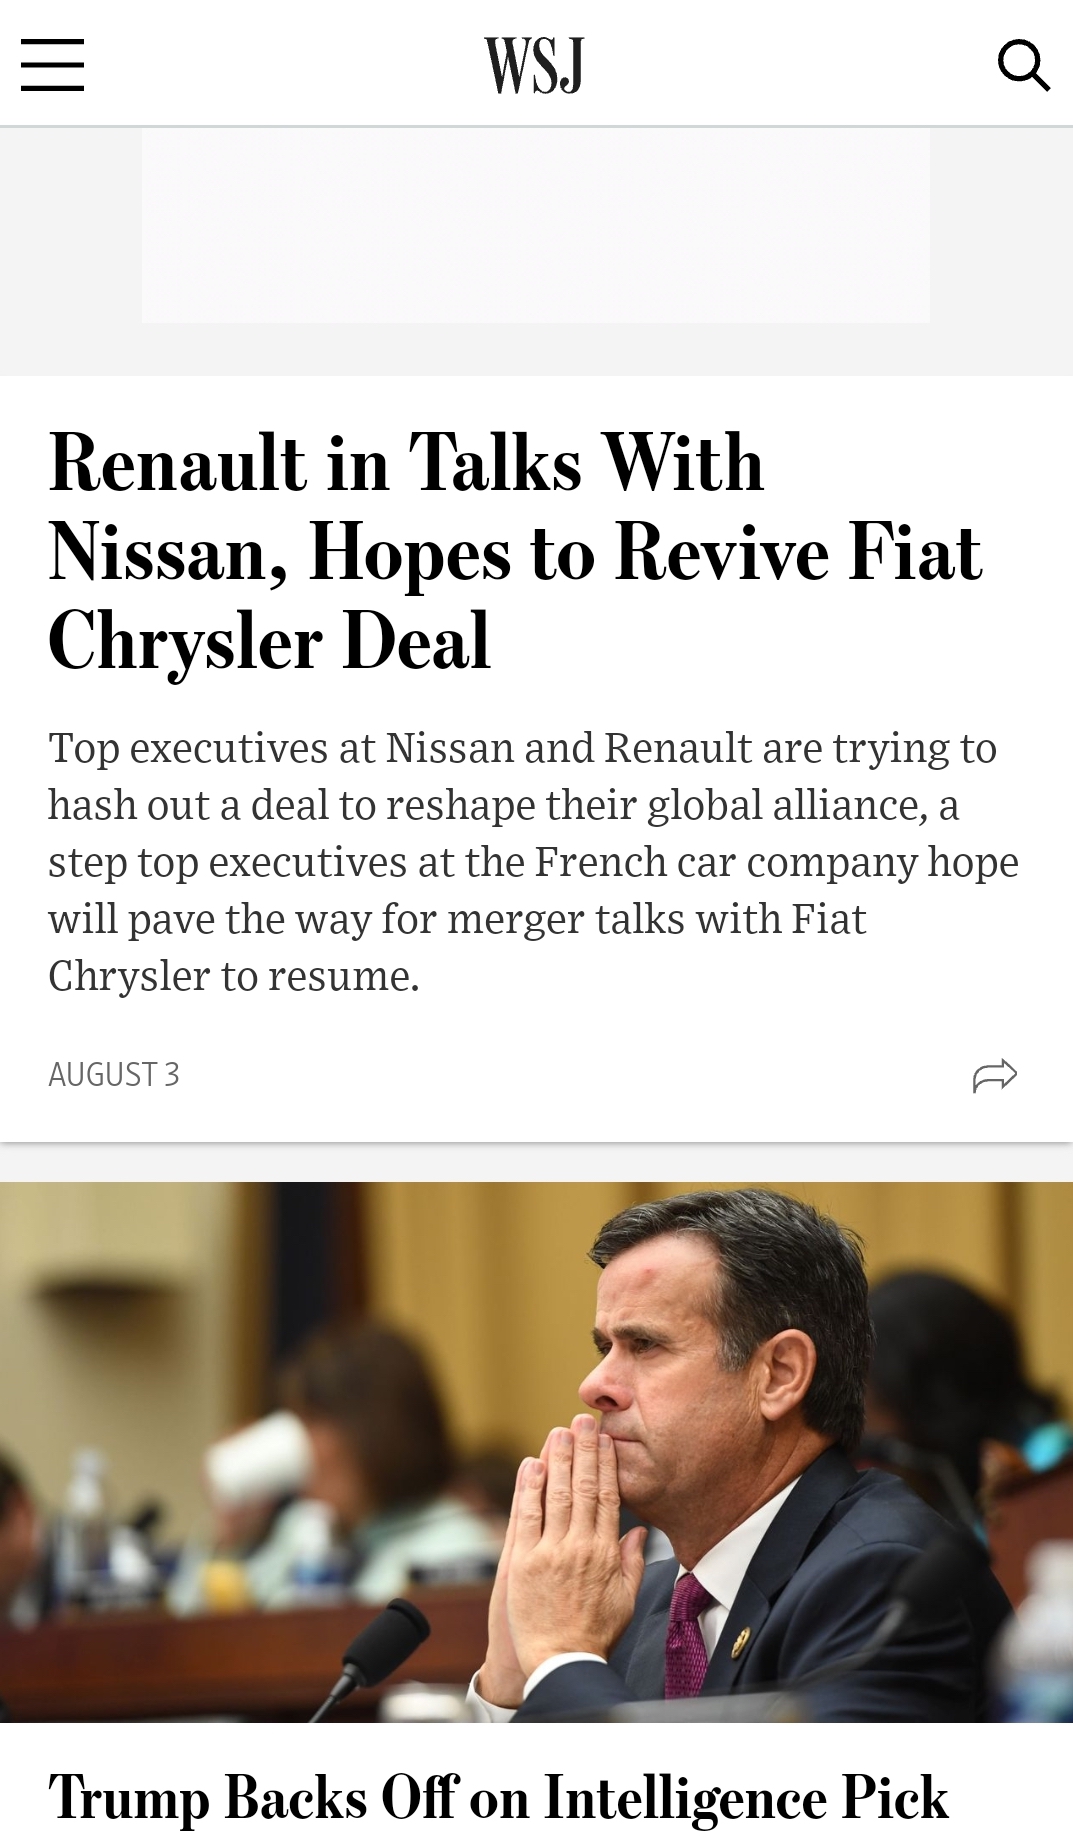 WSJ
Renault in Talks With
Nissan, Hopes to Revive Fiat
Chrysler Deal
Top executives at Nissan and Renault are trying to
hash out a deal to reshape their global alliance, a
step top executives at the French car company hope
will pave the way for merger talks with Fiat
Chrysler to resume.
AUGUST 3
Trump Backs Off on Intelligence Pick